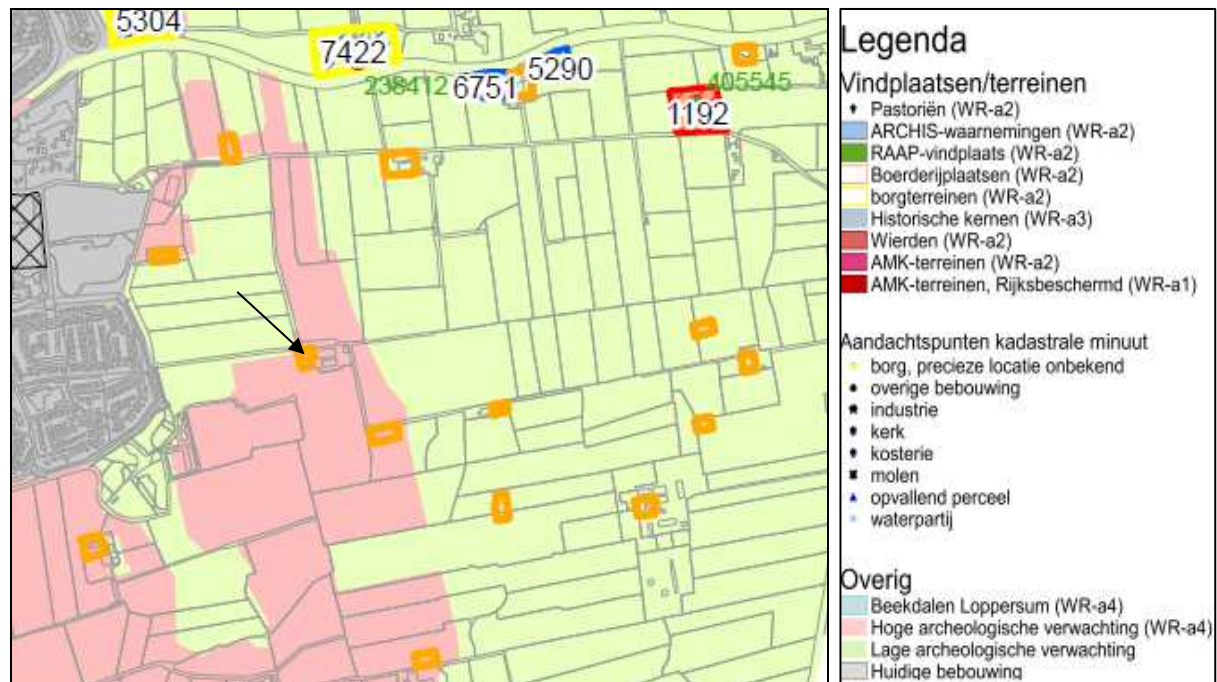 5304
7422
238412 6751 5290
405545
1192
Legenda
Vindplaatsen/terreinen
Pastoriën (WR-a2)
ARCHIS-waarnemingen (WR-a2)
RAAP-vindplaats (WR-a2)
Boerderijplaatsen (WR-a2)
borgterreinen (WR-a2)
Historische kernen (WR-a3)
Wierden (WR-a2)
AMK-terreinen (WR-a2)
AMK-terreinen, Rijksbeschermd (WR-a1)
Aandachtspunten kadastrale minuut
borg, precieze locatie onbekend
overige bebouwing
industrie
kerk
kosterie
molen
opvallend perceel
waterpartij
Overig
Beekdalen Loppersum (WR-a4)
Hoge archeologische verwachting (WR-a4)
Lage archeologische verwachting
Huidige bebouwing